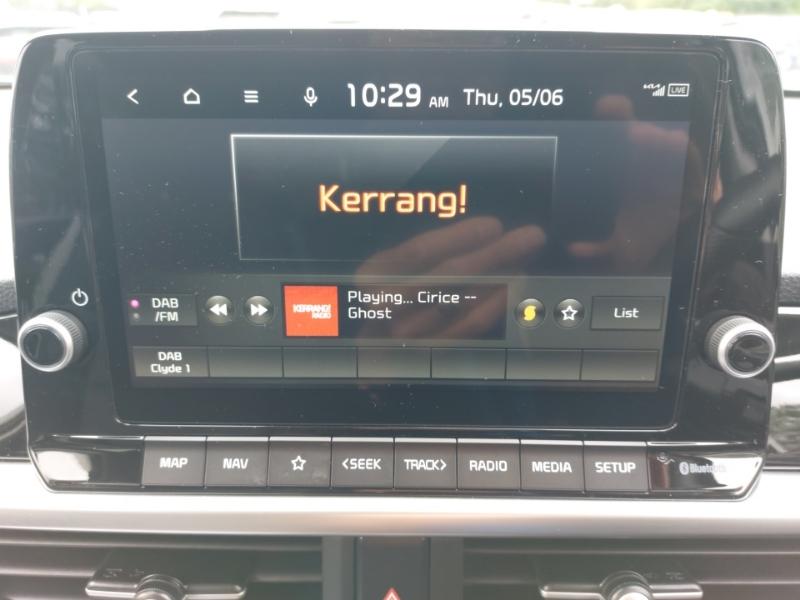 10:29 AM Thu, 05/06
LIVE
Kerrang!
DAB
/FM
KERRANG!
RADIO
Playing... Cirice --
Ghost
List
DAB
Clyde 1
MAP NAV <SEEK TRACK> RADIO MEDIA SETUP
Bluetooth